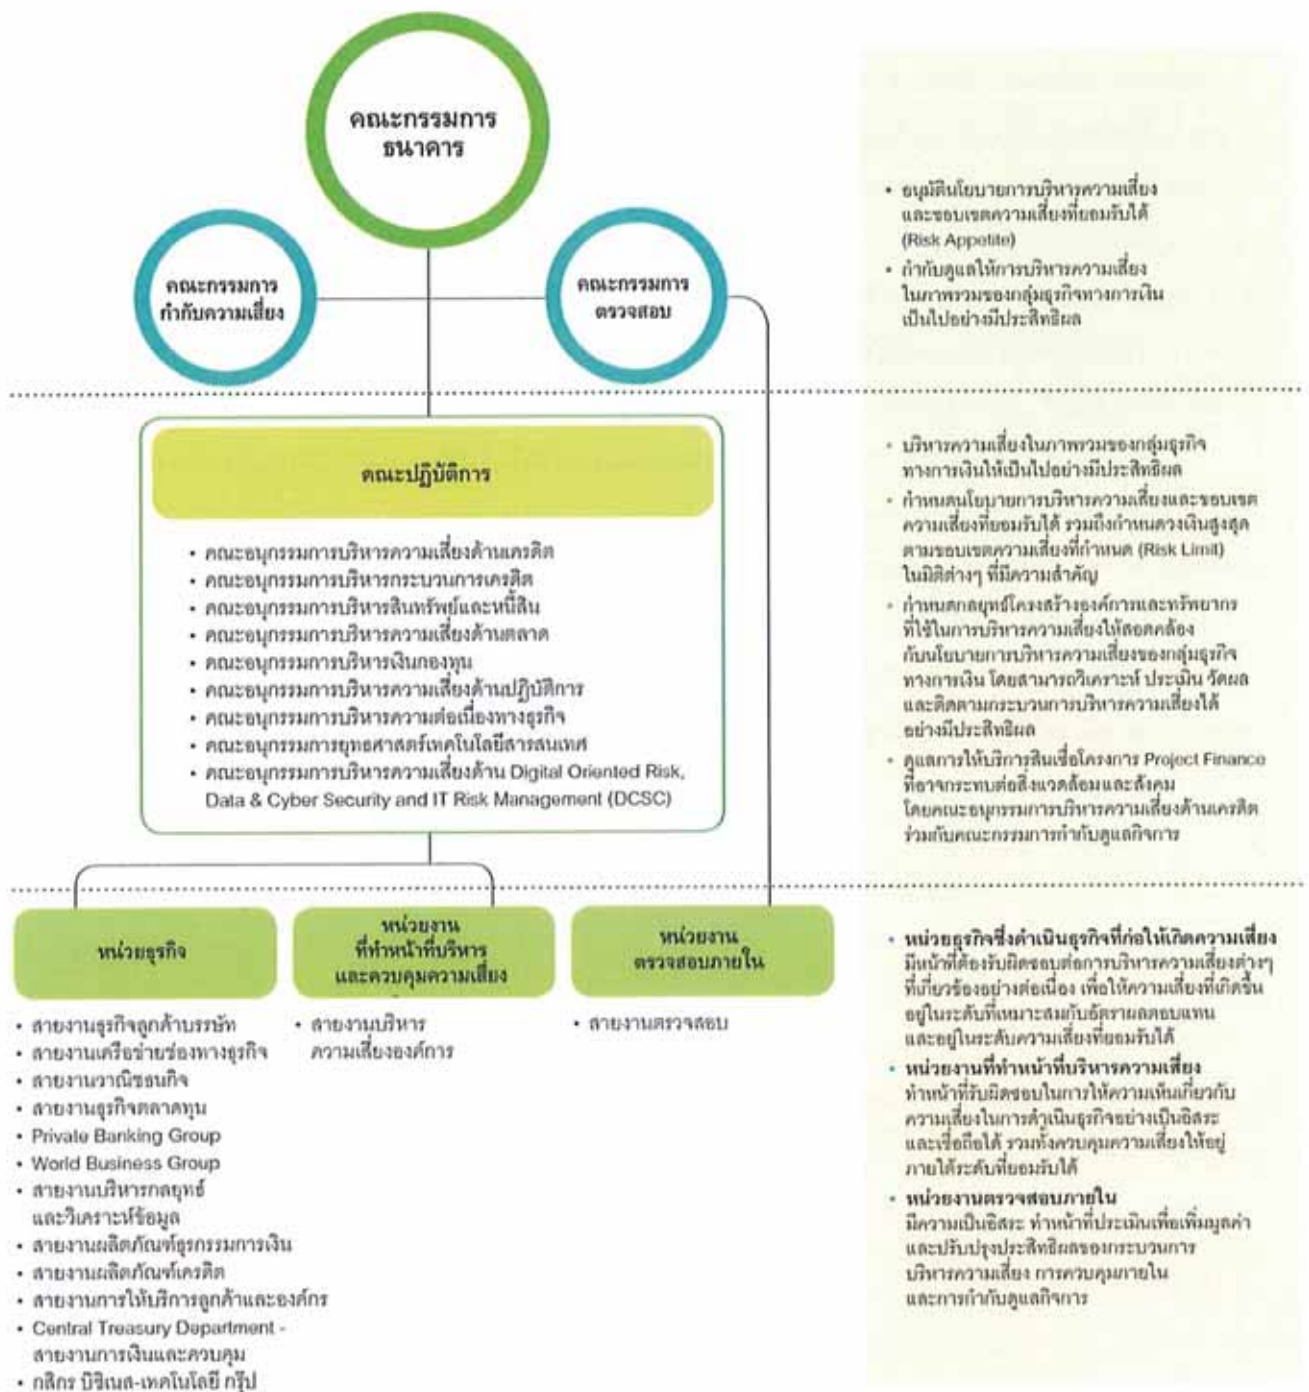 คณะกรรมการ
ธนาคาร
คณะกรรมการ
กำกับความเสี่ยง
คณะกรรมการ
ตรวจสอบ
• อนุมัตินโยบายการบริหารความเสี่ยง
และขอบเขตความเสี่ยงที่ยอมรับได้
(Risk Appetite)
• กำกับดูแลให้การบริหารความเสี่ยง
ในภาพรวมของกลุ่มธุรกิจทางการเงิน
เป็นไปอย่างมีประสิทธิผล
คณะปฏิบัติการ
• คณะอนุกรรมการบริหารความเสี่ยงด้านเครดิต
• คณะอนุกรรมการบริหารกระบวนการเครดิต
• คณะอนุกรรมการบริหารสินทรัพย์และหนี้สิน
• คณะอนุกรรมการบริหารความเสี่ยงด้านตลาด
• คณะอนุกรรมการบริหารเงินกองทุน
• คณะอนุกรรมการบริหารความเสี่ยงด้านปฏิบัติการ
• คณะอนุกรรมการบริหารความต่อเนื่องทางธุรกิจ
• คณะอนุกรรมการยุทธศาสตร์เทคโนโลยีสารสนเทศ
• คณะอนุกรรมการบริหารความเสี่ยงด้าน Digital Oriented Risk,
Data & Cyber Security and IT Risk Management (DCSC)
• บริหารความเสี่ยงในภาพรวมของกลุ่มธุรกิจ
ทางการเงินให้เป็นไปอย่างมีประสิทธิผล
• กำหนดนโยบายการบริหารความเสี่ยงและขอบเขต
ความเสี่ยงที่ยอมรับได้ รวมถึงกำหนดวงเงินสูงสุด
ตามขอบเขตความเสี่ยงที่กำหนด (Risk Limit)
ในมิติต่างๆ ที่มีความสำคัญ
• กำหนดกลยุทธ์โครงสร้างองค์การและทรัพยากร
ที่ใช้ในการบริหารความเสี่ยงให้สอดคล้อง
กับนโยบายการบริหารความเสี่ยงของกลุ่มธุรกิจ
ทางการเงิน โดยสามารถวิเคราะห์ ประเมิน วัดผล
และติดตามกระบวนการบริหารความเสี่ยงได้
อย่างมีประสิทธิผล
• ดูแลการให้บริการสินเชื่อโครงการ Project Finance
ที่อาจกระทบต่อสิ่งแวดล้อมและสังคม
โดยคณะอนุกรรมการบริหารความเสี่ยงด้านเครดิต
ร่วมกับคณะกรรมการกำกับดูแลกิจการ
หน่วยธุรกิจ
• สายงานธุรกิจลูกค้าบรรษัท
• สายงานเครือข่ายช่องทางธุรกิจ
• สายงานวาณิชธนกิจ
• สายงานธุรกิจตลาดทุน
• Private Banking Group
• World Business Group
• สายงานบริหารกลยุทธ์
และวิเคราะห์ข้อมูล
• สายงานผลิตภัณฑ์ธุรกรรมการเงิน
• สายงานผลิตภัณฑ์เครดิต
• สายงานการให้บริการลูกค้าและองค์กร
• Central Treasury Department -
สายงานการเงินและควบคุม
• กสิกร บิซิเนส-เทคโนโลยี กรุ๊ป
หน่วยงาน
ที่ทำหน้าที่บริหาร
และควบคุมความเสี่ยง
• สายงานบริหาร
ความเสี่ยงองค์การ
หน่วยงาน
ตรวจสอบภายใน
• สายงานตรวจสอบ
• หน่วยธุรกิจซึ่งดำเนินธุรกิจที่ก่อให้เกิดความเสี่ยง
มีหน้าที่ต้องรับผิดชอบต่อการบริหารความเสี่ยงต่างๆ
ที่เกี่ยวข้องอย่างต่อเนื่อง เพื่อให้ความเสี่ยงที่เกิดขึ้น
อยู่ในระดับที่เหมาะสมกับอัตราผลตอบแทน
และอยู่ในระดับความเสี่ยงที่ยอมรับได้
• หน่วยงานที่ทำหน้าที่บริหารความเสี่ยง
ทำหน้าที่รับผิดชอบในการให้ความเห็นเกี่ยวกับ
ความเสี่ยงในการดำเนินธุรกิจอย่างเป็นอิสระ
และเชื่อถือได้ รวมทั้งควบคุมความเสี่ยงให้อยู่
ภายใต้ระดับที่ยอมรับได้
• หน่วยงานตรวจสอบภายใน
มีความเป็นอิสระ ทำหน้าที่ประเมินเพื่อเพิ่มมูลค่า
และปรับปรุงประสิทธิผลของกระบวนการ
บริหารความเสี่ยง การควบคุมภายใน
และการกำกับดูแลกิจการ